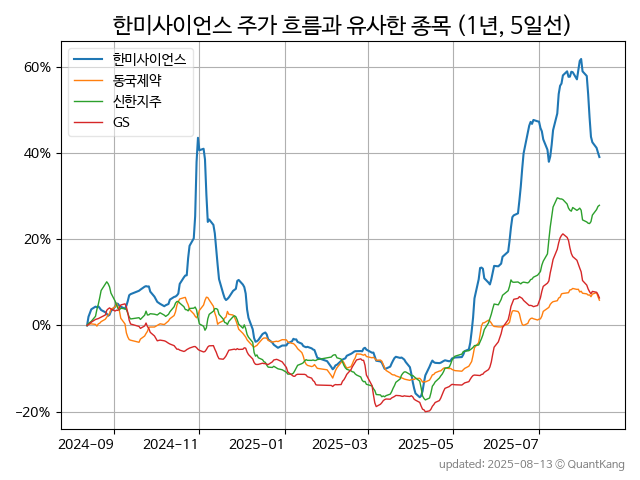 한미사이언스 주가 흐름과 유사한 종목 (1년, 5일선)
한미사이언스
동국제약
신한지주
GS
60%
40%
20%
0%
−20%
2024-09 2024-11 2025-01 2025-03 2025-05 2025-07
updated: 2025-08-13 © QuantKang